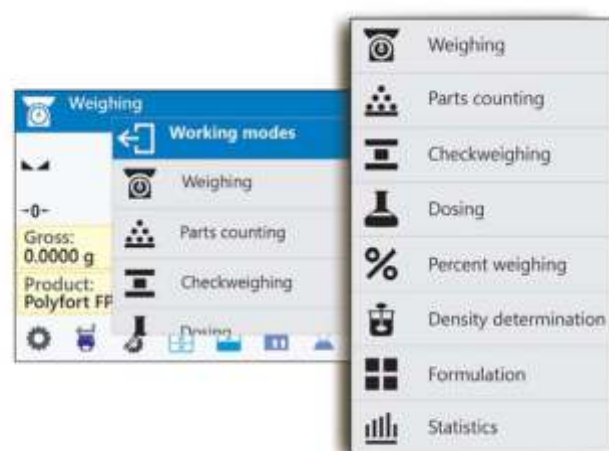 Weighing
Working modes
-0-
Gross:
0.0000 g
Product:
Polyfort FP
Weighing
Parts counting
Checkweighing
Dosing
Weighing
Parts counting
Checkweighing
Dosing
Percent weighing
Density determination
Formulation
Statistics